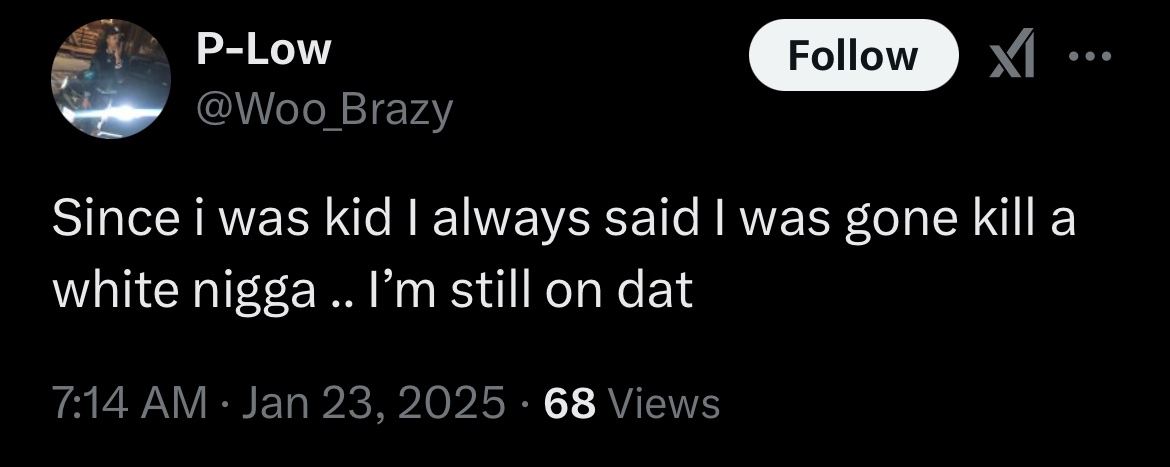 P-Low
Follow
@Woo_Brazy
Since i was kid I always said I was gone kill a
white nigga .. I’m still on dat
7:14 AM · Jan 23, 2025 · 68 Views